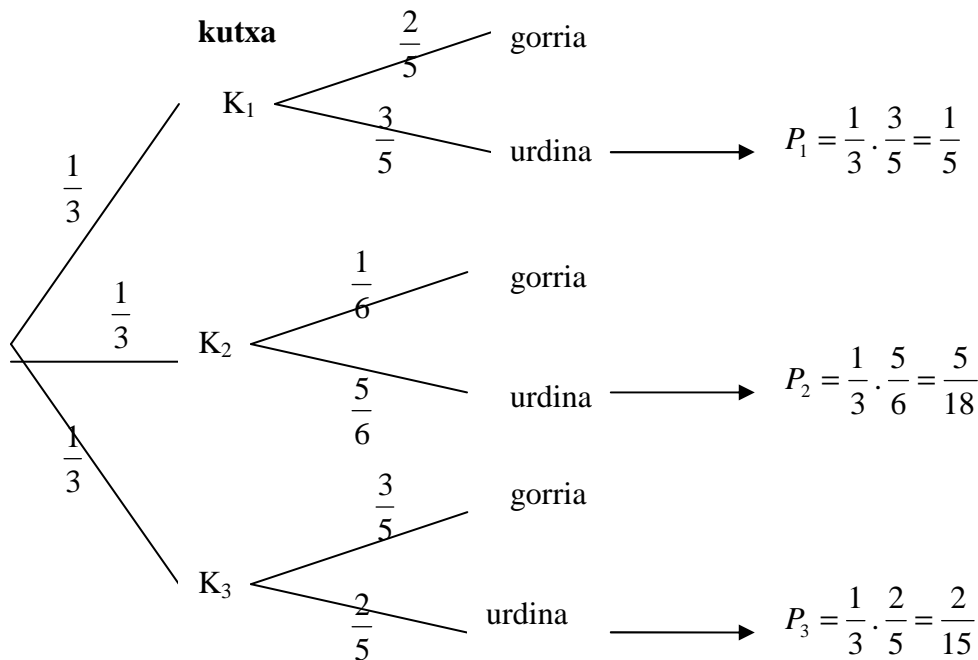 kutxa
2/5 gorria
K₁
3/5 urdina P₁ = 1/3 . 3/5 = 1/5
1/3
1/6 gorria
1/3 K₂
5/6 urdina P₂ = 1/3 . 5/6 = 5/18
1/3
3/5 gorria
K₃
2/5 urdina P₃ = 1/3 . 2/5 = 2/15